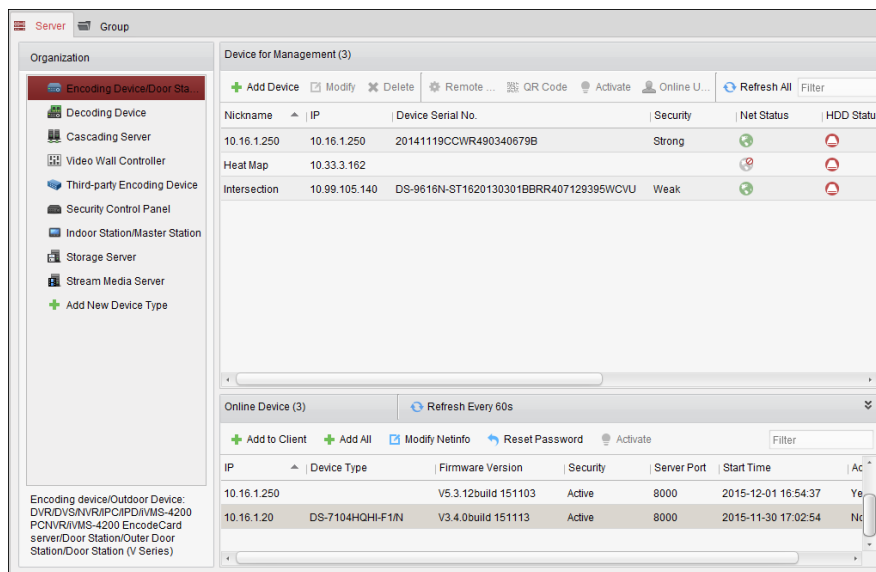 Server Group
Organization
Encoding Device/Door Sta...
Decoding Device
Cascading Server
Video Wall Controller
Third-party Encoding Device
Security Control Panel
Indoor Station/Master Station
Storage Server
Stream Media Server
Add New Device Type
Encoding device/Outdoor Device:
DVR/DVS/NVR/IPC/IPD/iVMS-4200
PCNVR/iVMS-4200 EncodeCard
server/Door Station/Outer Door
Station/Door Station (V Series)
Device for Management (3)
Add Device Modify Delete Remote ... QR Code Activate Online U... Refresh All Filter
Nickname IP Device Serial No. Security Net Status HDD Statu
10.16.1.250 10.16.1.250 20141119CCWR490340679B Strong
Heat Map 10.33.3.162
Intersection 10.99.105.140 DS-9616N-ST1620130301BBRR407129395WCVU Weak
Online Device (3) Refresh Every 60s
Add to Client Add All Modify Netinfo Reset Password Activate Filter
IP Device Type Firmware Version Security Server Port Start Time Ac
10.16.1.250 V5.3.12build 151103 Active 8000 2015-12-01 16:54:37 Ye
10.16.1.20 DS-7104HQHI-F1/N V3.4.0build 151113 Active 8000 2015-11-30 17:02:54 No